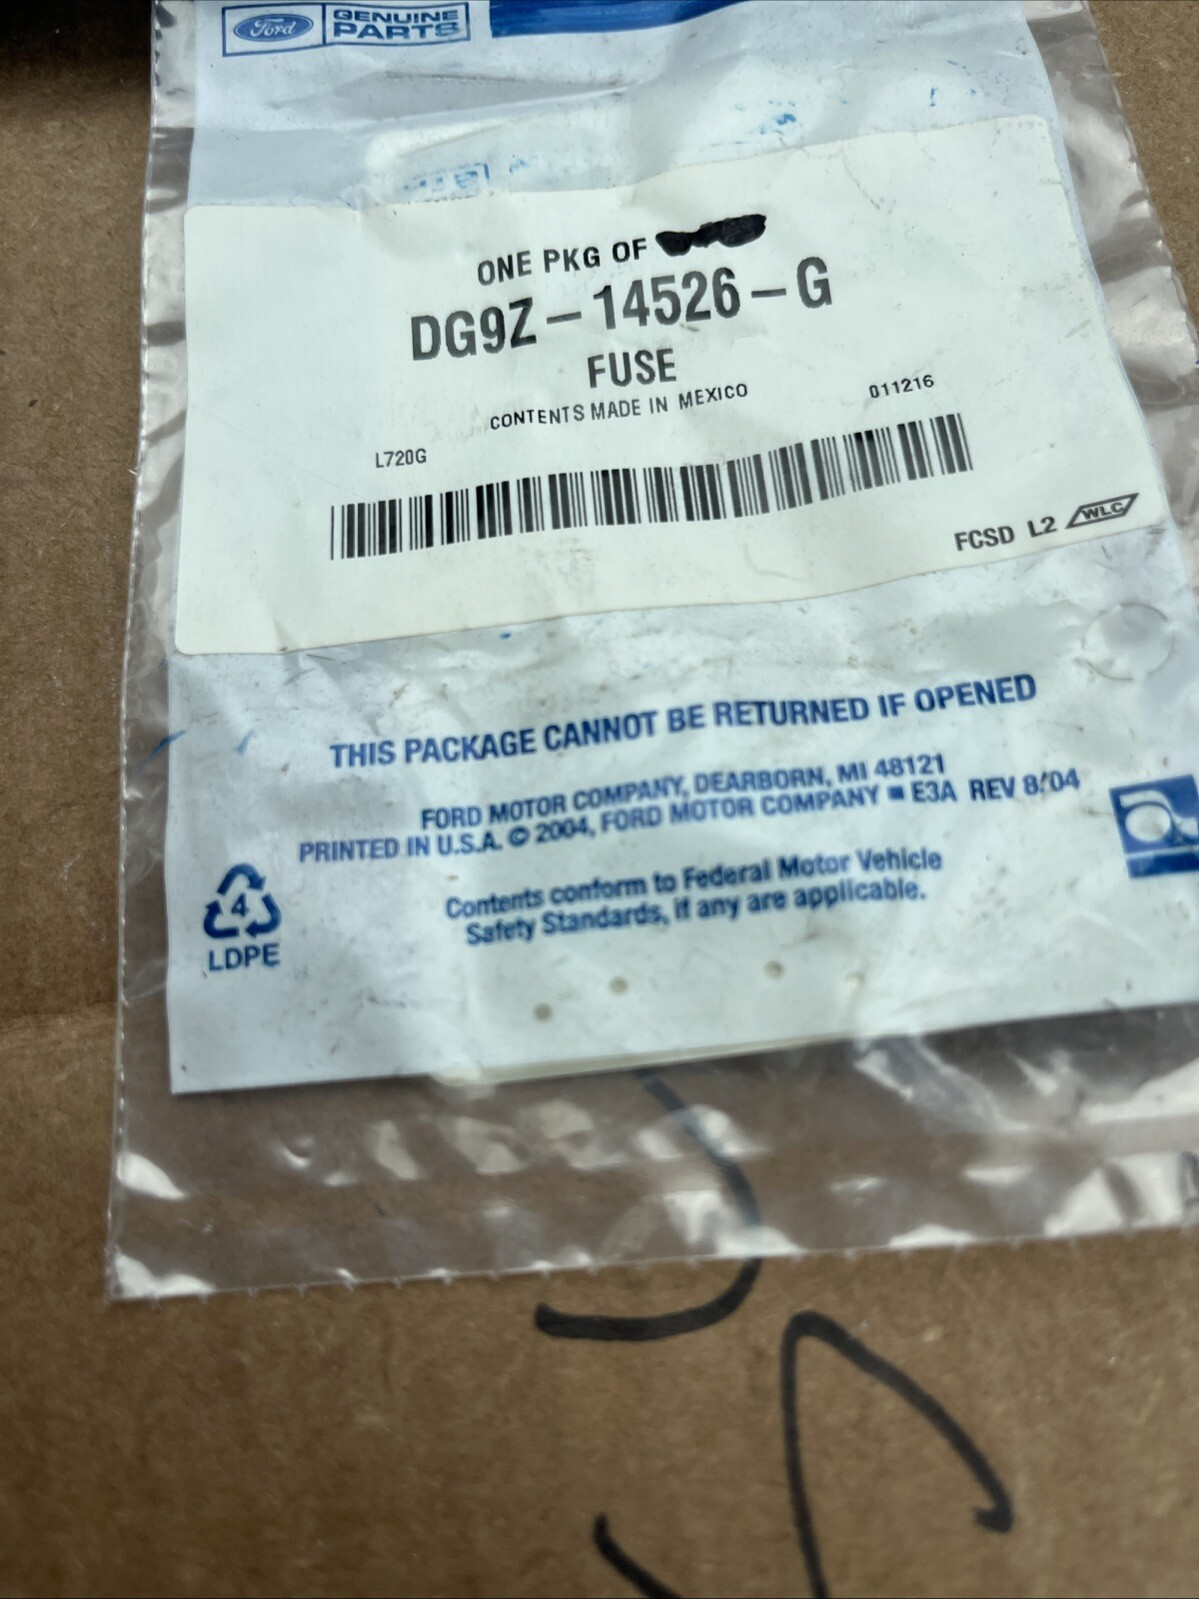 Ford
GENUINE
PARTS
ONE PKG OF
DG9Z-14526-G
FUSE
CONTENTS MADE IN MEXICO
011216
L720G
FCSD L2 WLC
THIS PACKAGE CANNOT BE RETURNED IF OPENED
FORD MOTOR COMPANY, DEARBORN, MI 48121
PRINTED IN U.S.A. © 2004, FORD MOTOR COMPANY ■ E3A REV 8/04
Contents conform to Federal Motor Vehicle
Safety Standards, if any are applicable.
4
LDPE